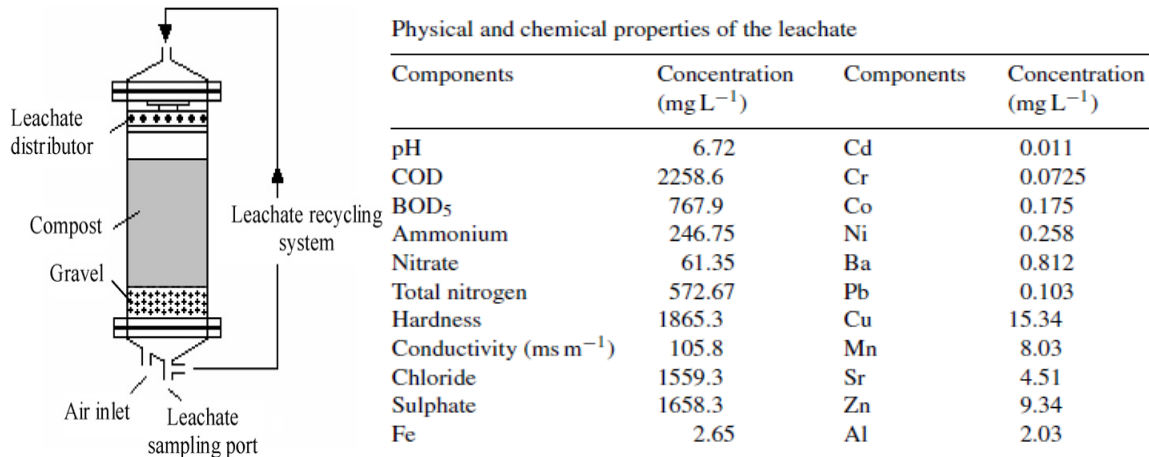 Leachate
distributor
Compost
Gravel
Air inlet
Leachate
sampling port
Leachate recycling
system
Physical and chemical properties of the leachate
Components Concentration Components Concentration
(mg L−1) (mg L−1)
pH 6.72 Cd 0.011
COD 2258.6 Cr 0.0725
BOD5 767.9 Co 0.175
Ammonium 246.75 Ni 0.258
Nitrate 61.35 Ba 0.812
Total nitrogen 572.67 Pb 0.103
Hardness 1865.3 Cu 15.34
Conductivity (ms m−1) 105.8 Mn 8.03
Chloride 1559.3 Sr 4.51
Sulphate 1658.3 Zn 9.34
Fe 2.65 Al 2.03